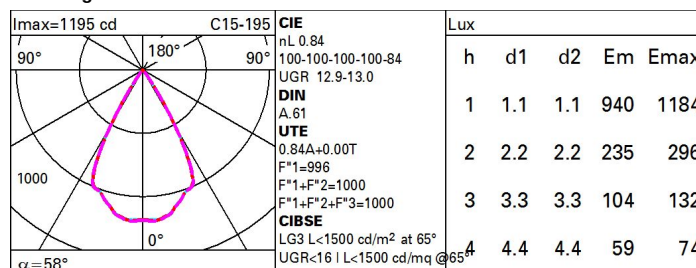 Imax=1195 cd C15-195
90° 180° 90°
1000
0°
α=58°
CIE
nL 0.84
100-100-100-100-84
UGR 12.9-13.0
DIN
A.61
UTE
0.84A+0.00T
F"1=996
F"1+F"2=1000
F"1+F"2+F"3=1000
CIBSE
LG3 L<1500 cd/m² at 65°
UGR<16 | L<1500 cd/mq @65°
Lux
h d1 d2 Em Emax
1 1.1 1.1 940 1184
2 2.2 2.2 235 296
3 3.3 3.3 104 132
4 4.4 4.4 59 74